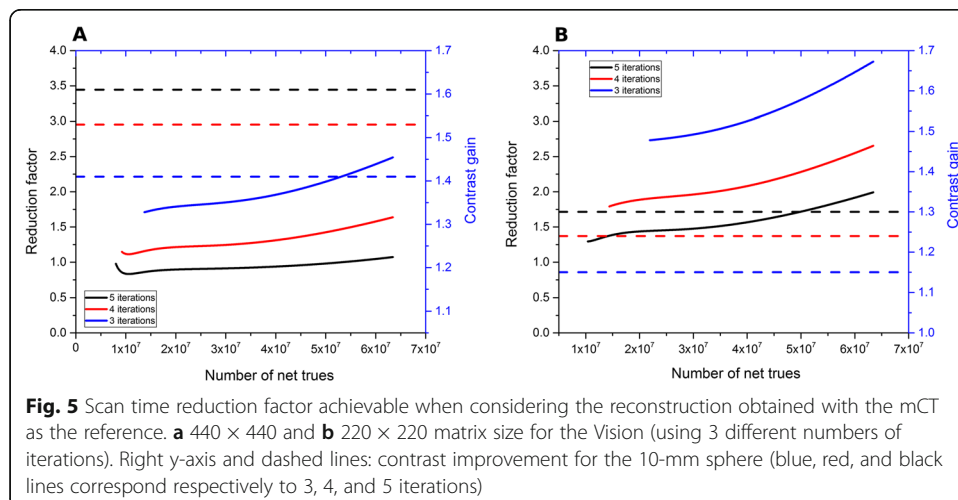 A
4.0
3.5
3.0
2.5
2.0
1.5
1.0
0.5
0.0
Reduction factor
1.7
1.6
1.5
1.4
1.3
1.2
1.1
Contrast gain
5 iterations
4 iterations
3 iterations
0
1x10⁷
2x10⁷
3x10⁷
4x10⁷
5x10⁷
6x10⁷
7x10⁷
Number of net trues
B
4.0
3.5
3.0
2.5
2.0
1.5
1.0
0.5
0.0
Reduction factor
1.7
1.6
1.5
1.4
1.3
1.2
1.1
1.0
Contrast gain
5 iterations
4 iterations
3 iterations
1x10⁷
2x10⁷
3x10⁷
4x10⁷
5x10⁷
6x10⁷
7x10⁷
Number of net trues
Fig. 5 Scan time reduction factor achievable when considering the reconstruction obtained with the mCT
as the reference. a 440 × 440 and b 220 × 220 matrix size for the Vision (using 3 different numbers of
iterations). Right y-axis and dashed lines: contrast improvement for the 10-mm sphere (blue, red, and black
lines correspond respectively to 3, 4, and 5 iterations)